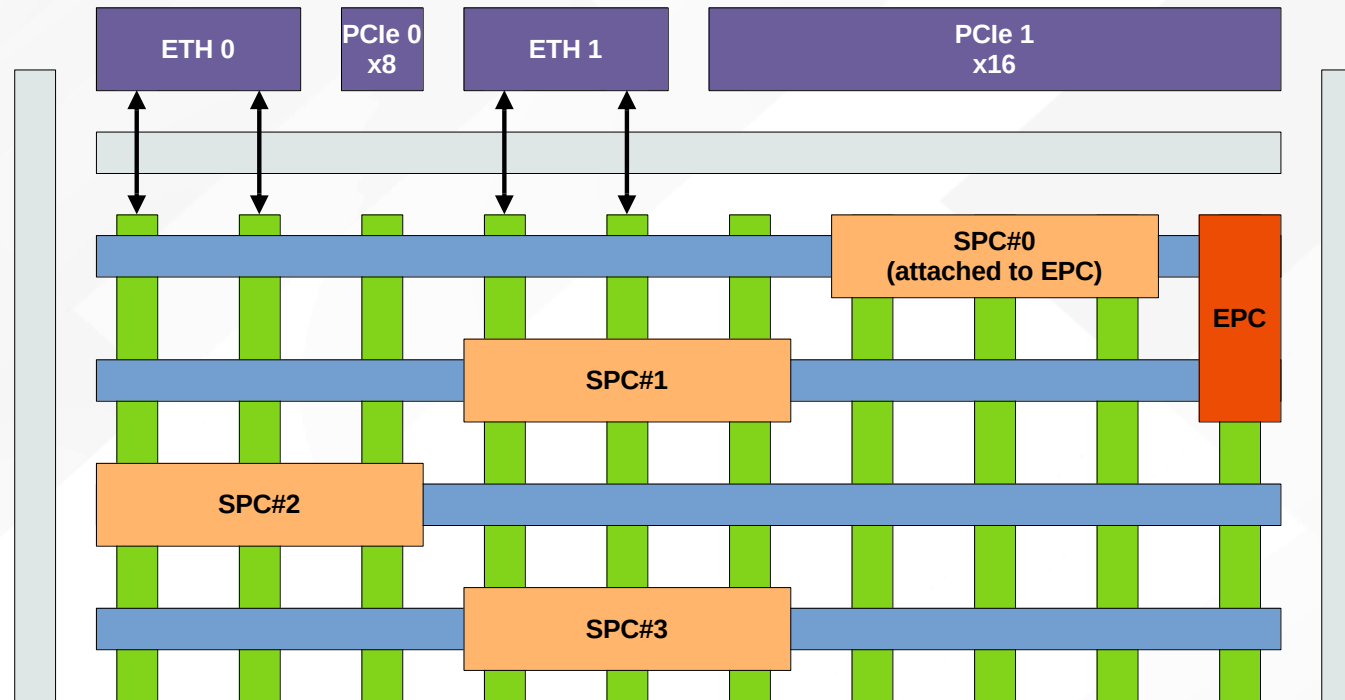 ETH 0
PCIe 0
x8
ETH 1
PCIe 1
x16
SPC#0
(attached to EPC)
EPC
SPC#1
SPC#2
SPC#3